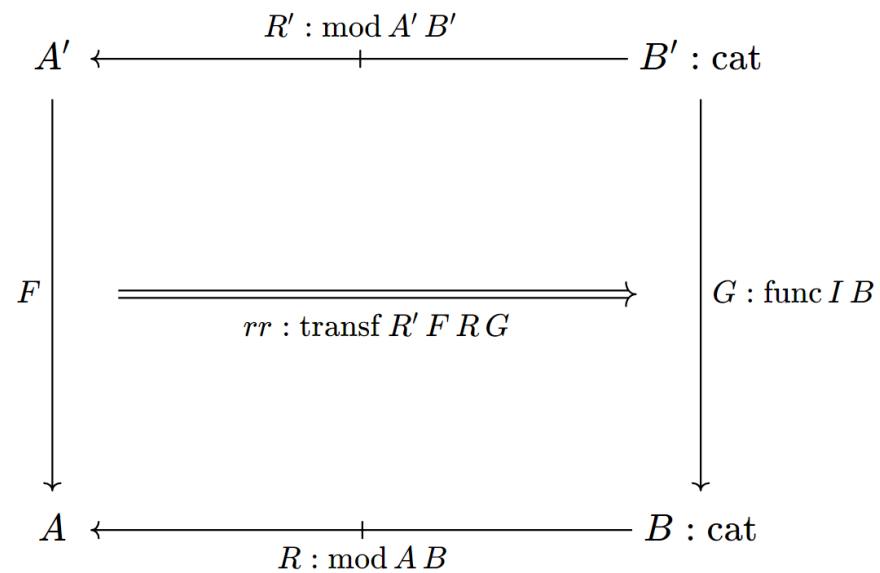 R′ : mod A′ B′
A′
B′ : cat
F
G : func I B
rr : transf R′ F R G
A
B : cat
R : mod A B